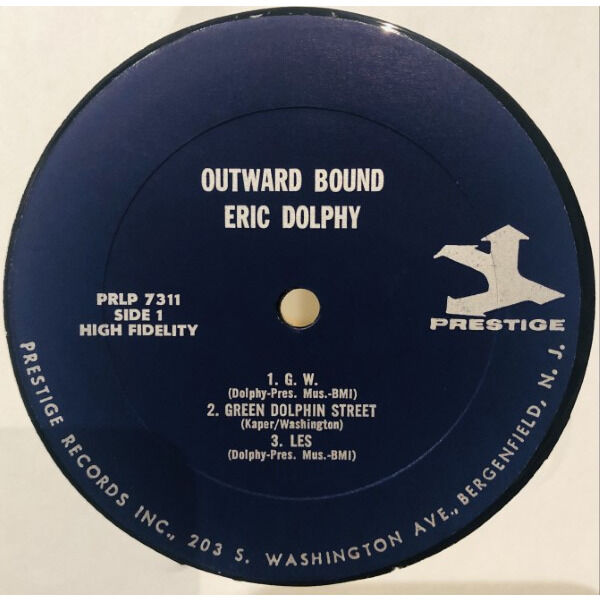 OUTWARD BOUND
ERIC DOLPHY
PRLP 7311
SIDE 1
HIGH FIDELITY
PRESTIGE
1. G. W.
(Dolphy-Pres. Mus.-BMI)
2. GREEN DOLPHIN STREET
(Kaper/Washington)
3. LES
(Dolphy-Pres. Mus.-BMI)
PRESTIGE RECORDS INC., 203 S. WASHINGTON AVE., BERGENFIELD, N. J.